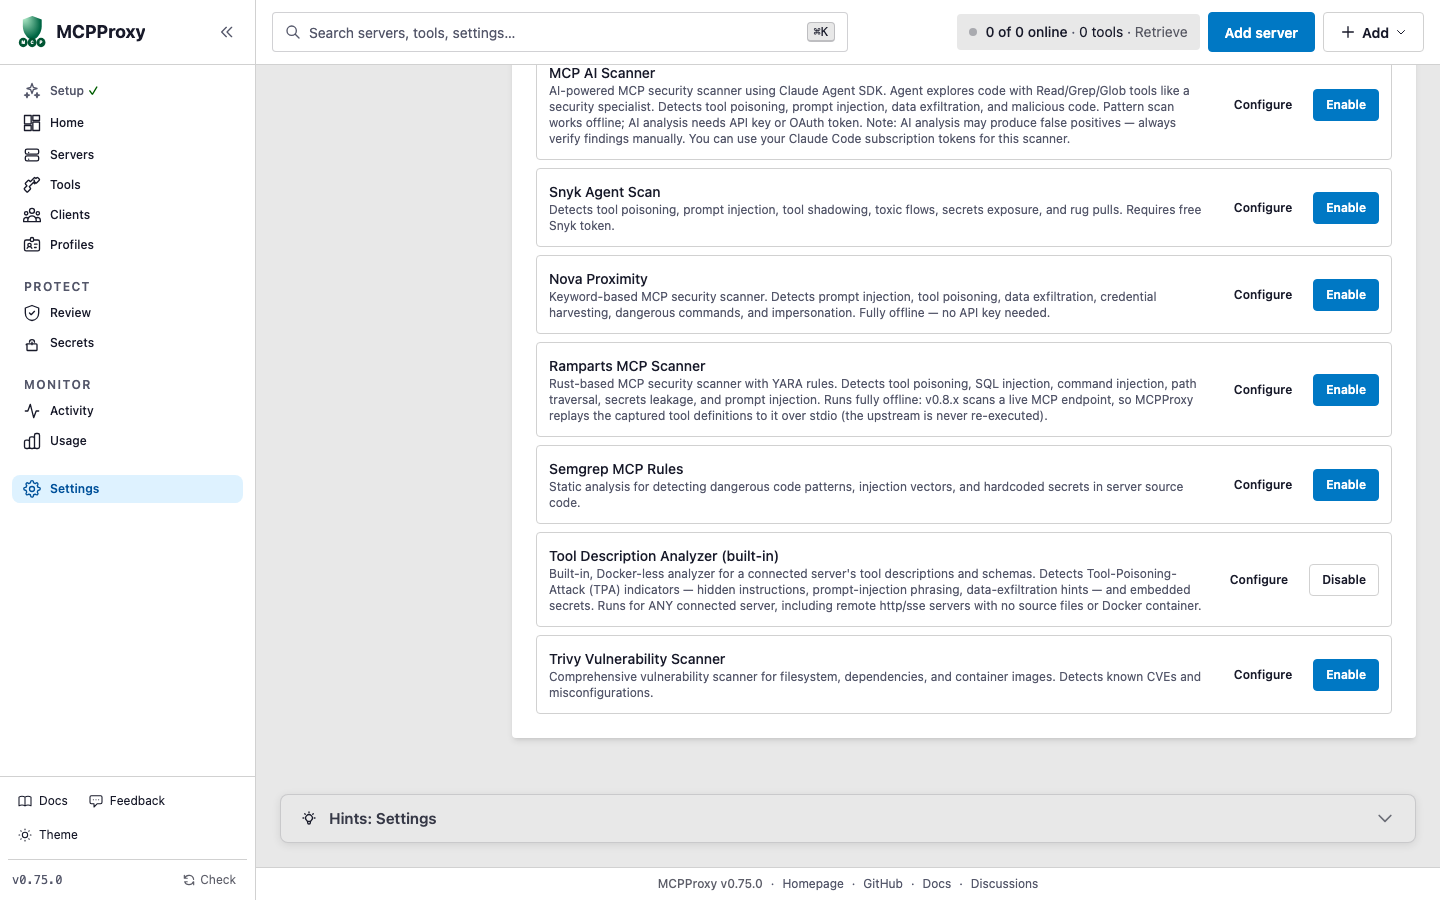 MCPProxy
Search servers, tools, settings...
⌘K
0 of 0 online · 0 tools · Retrieve
Add server
Add
Setup
Home
Servers
Tools
Clients
Profiles
PROTECT
Review
Secrets
MONITOR
Activity
Usage
Settings
Docs
Feedback
Theme
v0.75.0
Check
MCP AI Scanner
AI-powered MCP security scanner using Claude Agent SDK. Agent explores code with Read/Grep/Glob tools like a
security specialist. Detects tool poisoning, prompt injection, data exfiltration, and malicious code. Pattern scan
works offline; AI analysis needs API key or OAuth token. Note: AI analysis may produce false positives — always
verify findings manually. You can use your Claude Code subscription tokens for this scanner.
Configure
Enable
Snyk Agent Scan
Detects tool poisoning, prompt injection, tool shadowing, toxic flows, secrets exposure, and rug pulls. Requires free
Snyk token.
Configure
Enable
Nova Proximity
Keyword-based MCP security scanner. Detects prompt injection, tool poisoning, data exfiltration, credential
harvesting, dangerous commands, and impersonation. Fully offline — no API key needed.
Configure
Enable
Ramparts MCP Scanner
Rust-based MCP security scanner with YARA rules. Detects tool poisoning, SQL injection, command injection, path
traversal, secrets leakage, and prompt injection. Runs fully offline: v0.8.x scans a live MCP endpoint, so MCPProxy
replays the captured tool definitions to it over stdio (the upstream is never re-executed).
Configure
Enable
Semgrep MCP Rules
Static analysis for detecting dangerous code patterns, injection vectors, and hardcoded secrets in server source
code.
Configure
Enable
Tool Description Analyzer (built-in)
Built-in, Docker-less analyzer for a connected server's tool descriptions and schemas. Detects Tool-Poisoning-
Attack (TPA) indicators — hidden instructions, prompt-injection phrasing, data-exfiltration hints — and embedded
secrets. Runs for ANY connected server, including remote http/sse servers with no source files or Docker container.
Configure
Disable
Trivy Vulnerability Scanner
Comprehensive vulnerability scanner for filesystem, dependencies, and container images. Detects known CVEs and
misconfigurations.
Configure
Enable
Hints: Settings
MCPProxy v0.75.0 · Homepage · GitHub · Docs · Discussions